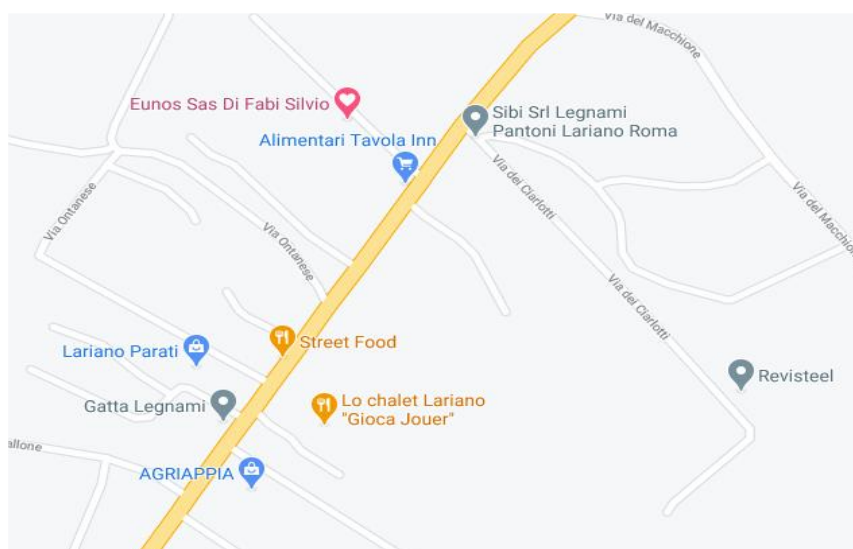 Via del Macchione
Eunos Sas Di Fabi Silvio
Sibi Srl Legnami
Pantoni Lariano Roma
Alimentari Tavola Inn
Via dei Ciarlotti
Via Ontanese
Via Ontanese
Via del Macchione
Via dei Ciarlotti
Street Food
Lariano Parati
Revisteel
Gatta Legnami
Lo chalet Lariano
"Gioca Jouer"
allone
AGRIAPPIA